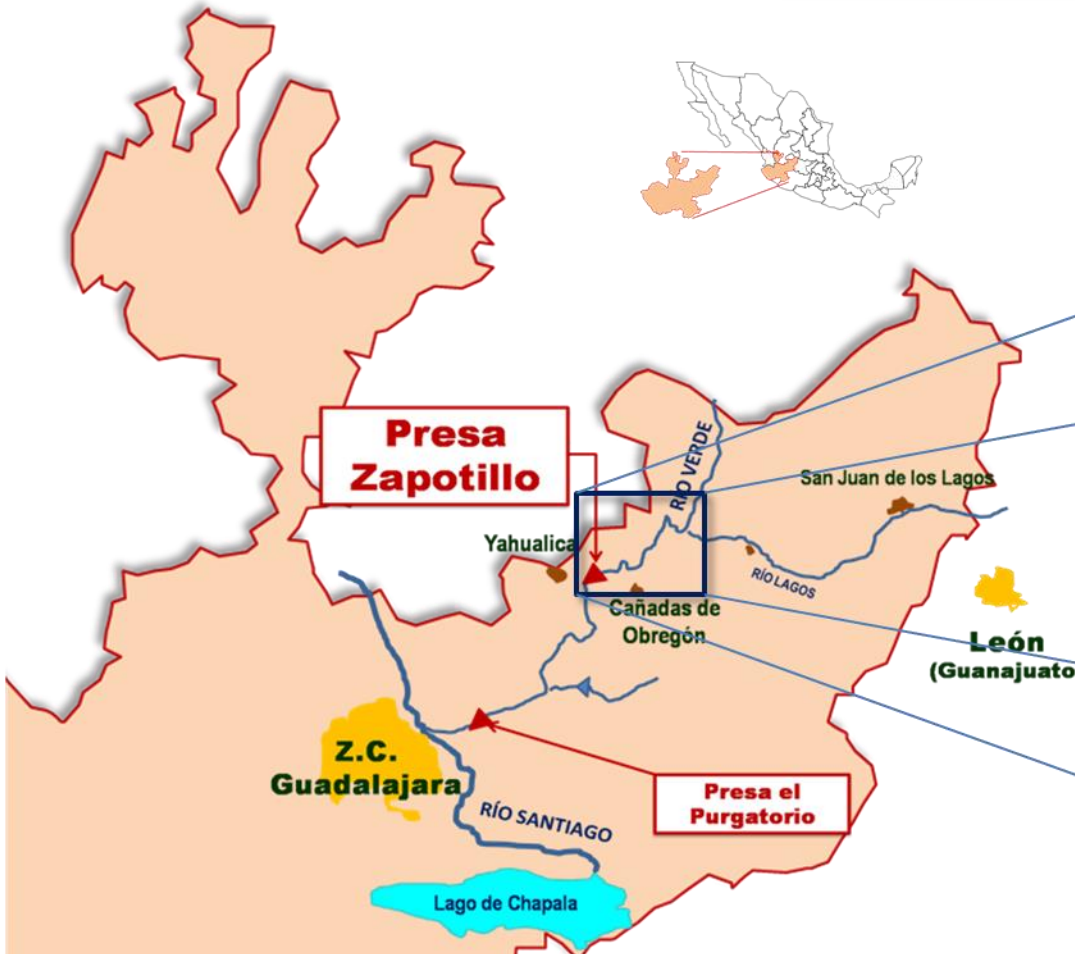 Presa
Zapotillo
RÍO VERDE
San Juan de los Lagos
Yahualica
RÍO LAGOS
Cañadas de
Obregón
León
(Guanajuato
Z.C.
Guadalajara
Presa el
Purgatorio
RÍO SANTIAGO
Lago de Chapala